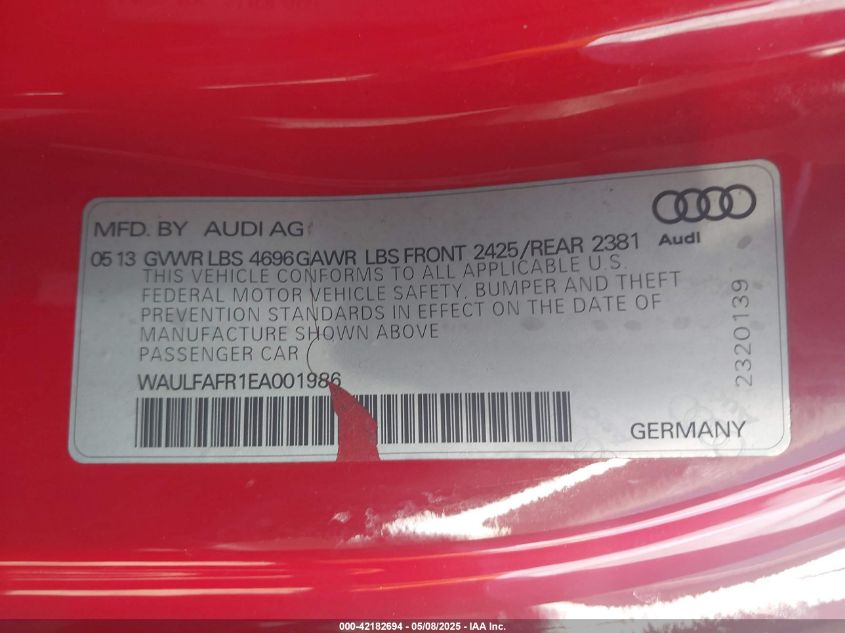 MFD. BY AUDI AG
Audi
05 13 GVWR LBS 4696 GAWR LBS FRONT 2425/REAR 2381
THIS VEHICLE CONFORMS TO ALL APPLICABLE U.S.
FEDERAL MOTOR VEHICLE SAFETY, BUMPER AND THEFT
PREVENTION STANDARDS IN EFFECT ON THE DATE OF
MANUFACTURE SHOWN ABOVE
PASSENGER CAR
WAULFAFR1EA001986
2320139
GERMANY
000-42182694 - 05/08/2025 - IAA Inc.